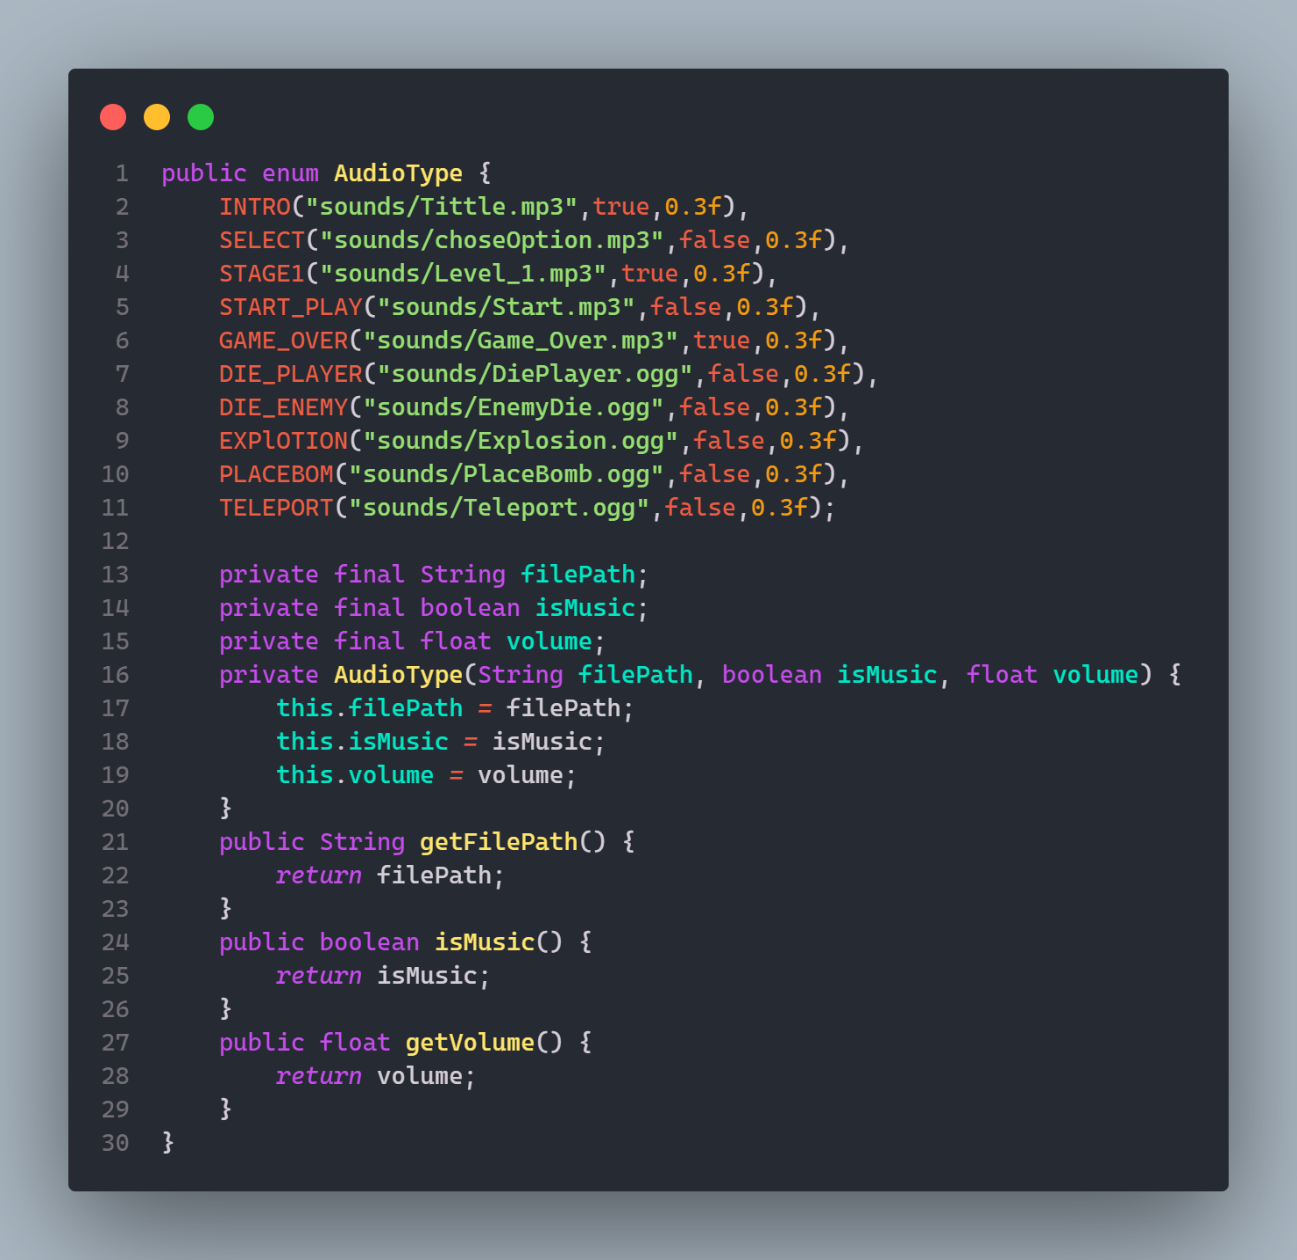 1 public enum AudioType {
2     INTRO("sounds/Tittle.mp3",true,0.3f),
3     SELECT("sounds/choseOption.mp3",false,0.3f),
4     STAGE1("sounds/Level_1.mp3",true,0.3f),
5     START_PLAY("sounds/Start.mp3",false,0.3f),
6     GAME_OVER("sounds/Game_Over.mp3",true,0.3f),
7     DIE_PLAYER("sounds/DiePlayer.ogg",false,0.3f),
8     DIE_ENEMY("sounds/EnemyDie.ogg",false,0.3f),
9     EXPlOTION("sounds/Explosion.ogg",false,0.3f),
10     PLACEBOM("sounds/PlaceBomb.ogg",false,0.3f),
11     TELEPORT("sounds/Teleport.ogg",false,0.3f);
12
13     private final String filePath;
14     private final boolean isMusic;
15     private final float volume;
16     private AudioType(String filePath, boolean isMusic, float volume) {
17         this.filePath = filePath;
18         this.isMusic = isMusic;
19         this.volume = volume;
20     }
21     public String getFilePath() {
22         return filePath;
23     }
24     public boolean isMusic() {
25         return isMusic;
26     }
27     public float getVolume() {
28         return volume;
29     }
30 }